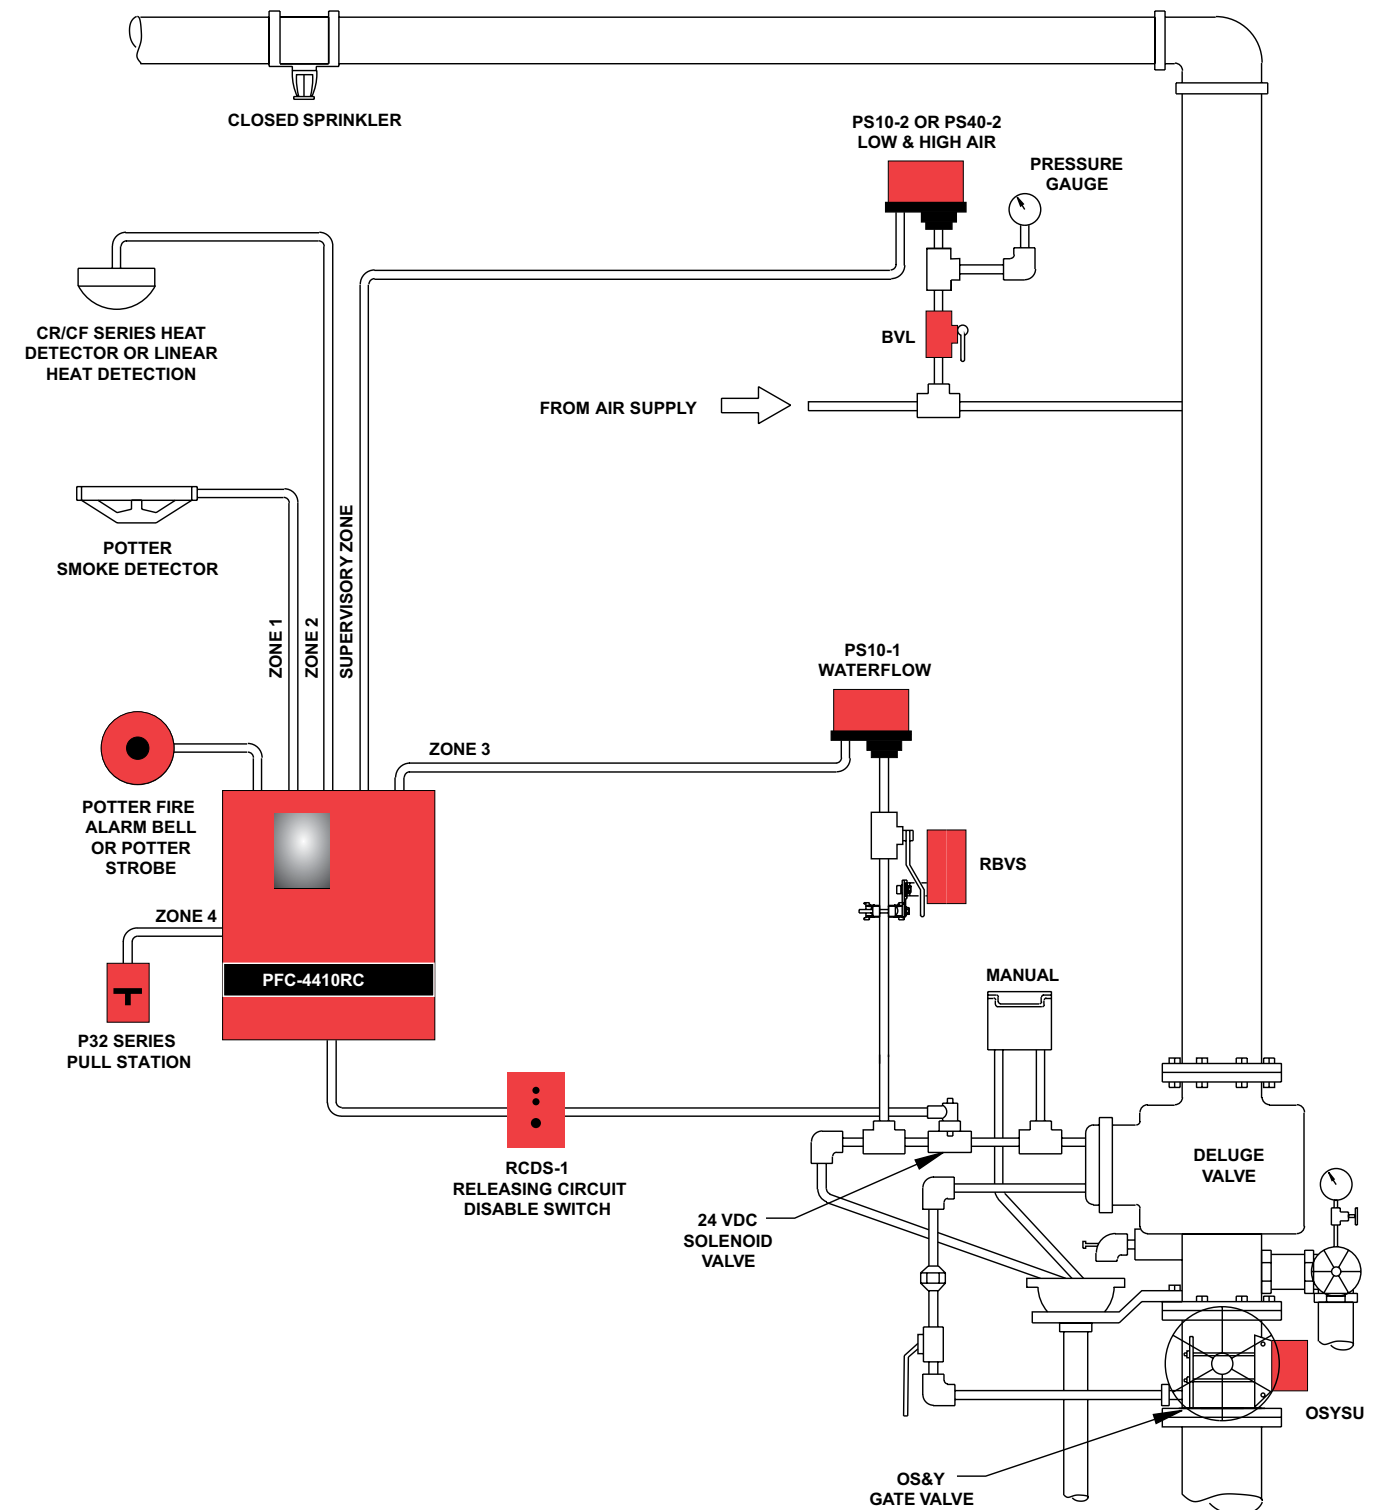 CLOSED SPRINKLER
PS10-2 OR PS40-2
LOW & HIGH AIR
PRESSURE
GAUGE
CR/CF SERIES HEAT
DETECTOR OR LINEAR
HEAT DETECTION
BVL
FROM AIR SUPPLY
POTTER
SMOKE DETECTOR
ZONE 1
ZONE 2
SUPERVISORY ZONE
PS10-1
WATERFLOW
ZONE 3
POTTER FIRE
ALARM BELL
OR POTTER
STROBE
RBVS
ZONE 4
PFC-4410RC
MANUAL
P32 SERIES
PULL STATION
RCDS-1
RELEASING CIRCUIT
DISABLE SWITCH
DELUGE
VALVE
24 VDC
SOLENOID
VALVE
OSYSU
OS&Y
GATE VALVE